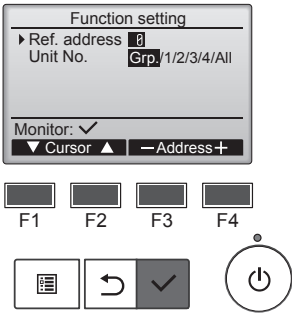 Function setting
Ref. address 0
Unit No. Grp./1/2/3/4/All
Monitor: ✓
▼ Cursor ▲ −Address+
F1 F2 F3 F4